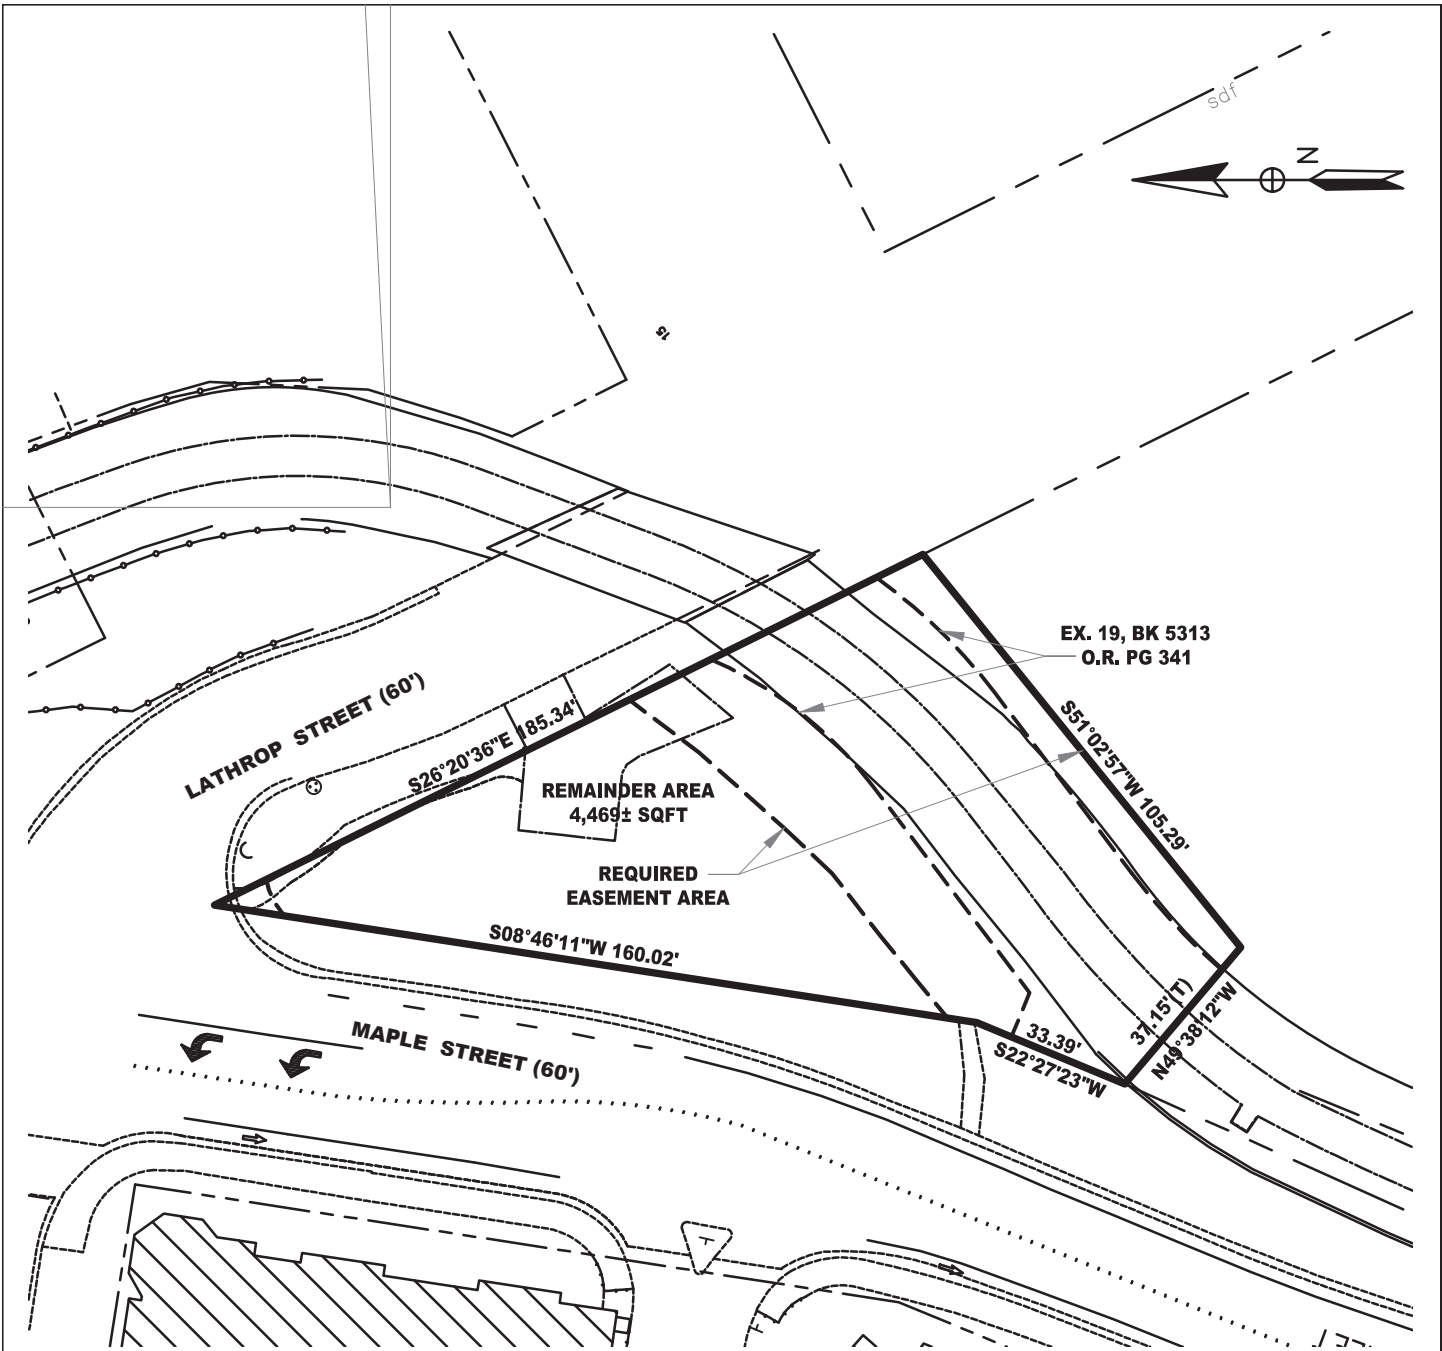 sdf
N
15
EX. 19, BK 5313
O.R. PG 341
LATHROP STREET (60')
S26°20'36"E 185.34'
S51°02'57"W 105.29'
REMAINDER AREA
4,469± SQFT
REQUIRED
EASEMENT AREA
S08°46'11"W 160.02'
37.15'(T)
N49°38'12"W
33.39'
S22°27'23"W
MAPLE STREET (60')